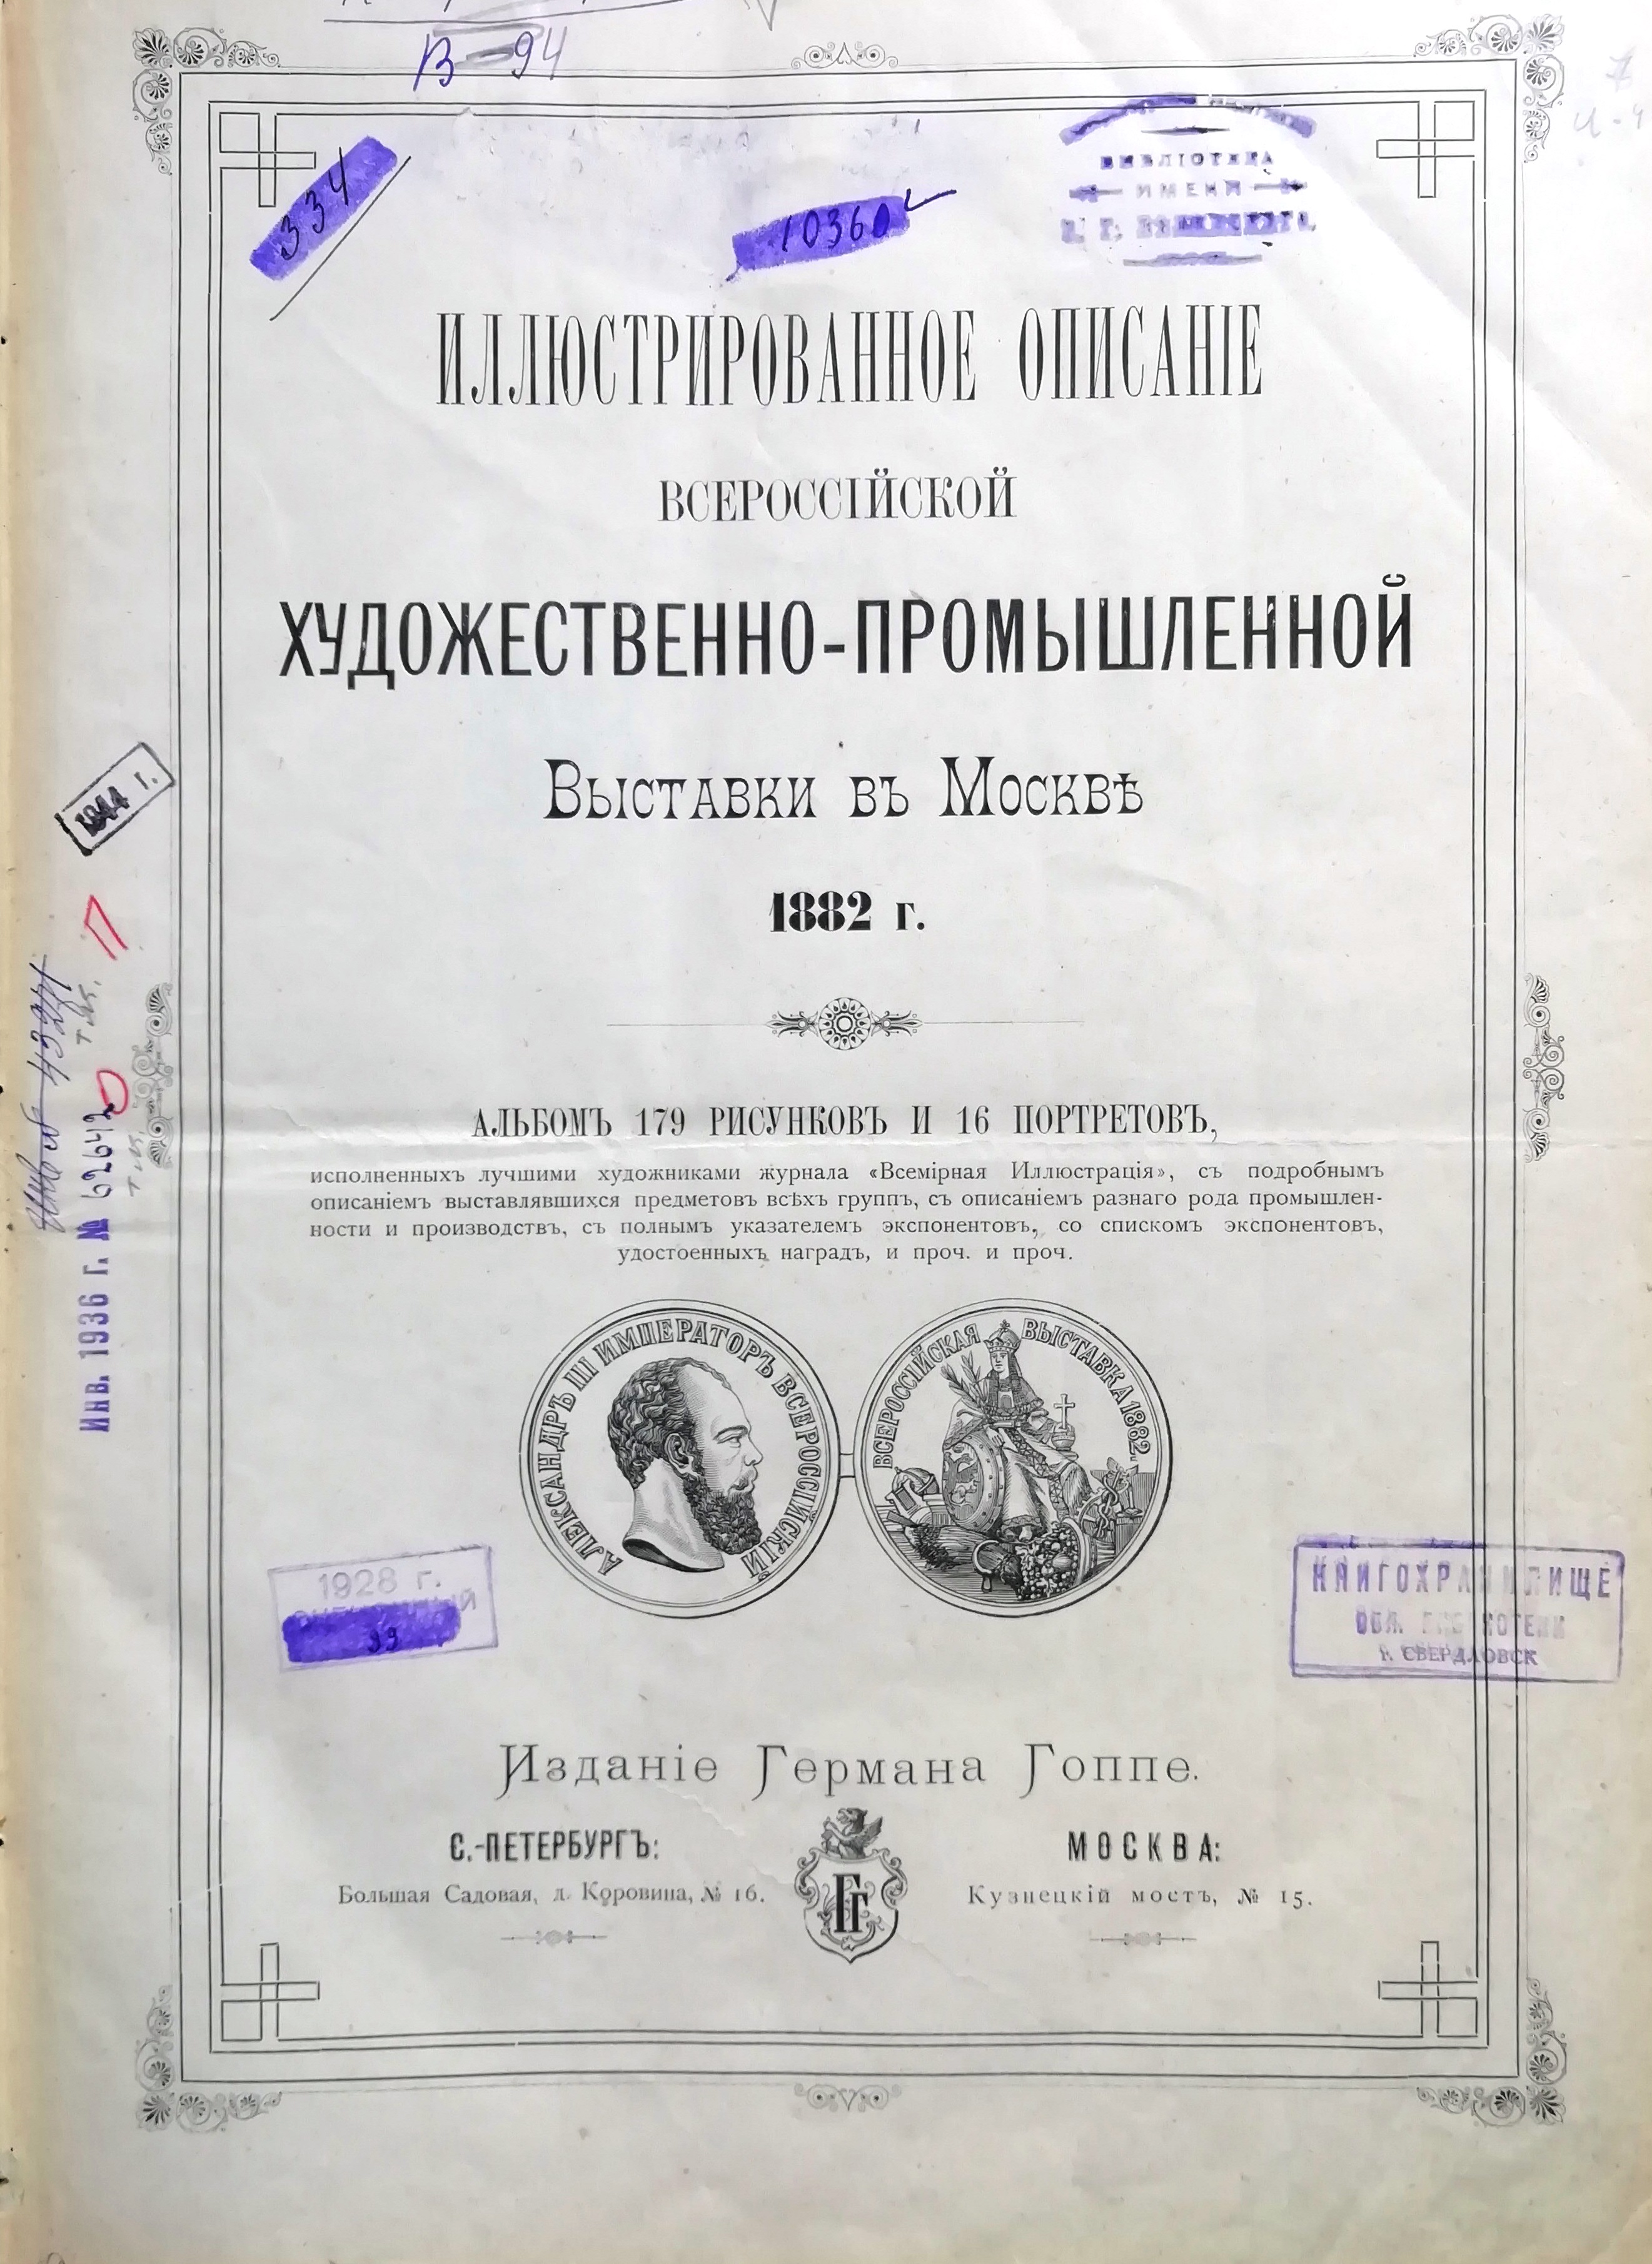 В-94
334
10360
БИБЛIОТЕКА
ИМЕНИ
ИЛЛЮСТРИРОВАННОЕ ОПИСАНІЕ
ВСЕРОССІЙСКОЙ
ХУДОЖЕСТВЕННО-ПРОМЫШЛЕННОЙ
Выставки въ Москвѣ
1882 г.
1944 г.
АЛЬБОМЪ 179 РИСУНКОВЪ И 16 ПОРТРЕТОВЪ,
исполненныхъ лучшими художниками журнала «Всемірная Иллюстрація», съ подробнымъ
описаніемъ выставлявшихся предметовъ всѣхъ группъ, съ описаніемъ разнаго рода промышлен-
ности и производствъ, съ полнымъ указателемъ экспонентовъ, со спискомъ экспонентовъ,
удостоенныхъ наградъ, и проч. и проч.
Инв. 1936 г. № 62642
АЛЕКСАНДРЪ III ИМПЕРАТОРЪ ВСЕРОССІЙСКІЙ
ВСЕРОССІЙСКАЯ ВЫСТАВКА 1882
1928 г.
99
КНИГОХРАНИЛИЩЕ
ОБЛ. БИБЛИОТЕКИ
г. СВЕРДЛОВСК
Изданіе Германа Гоппе.
С.-ПЕТЕРБУРГЪ:
Большая Садовая, д. Коровина, № 16.
МОСКВА:
Кузнецкій мостъ, № 15.
ГГ